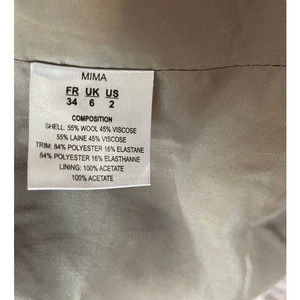 MIMA
FR UK US
34 6 2
COMPOSITION
SHELL: 55% WOOL 45% VISCOSE
55% LAINE 45% VISCOSE
TRIM: 84% POLYESTER 16% ELASTANE
84% POLYESTER 16% ELASTHANNE
LINING: 100% ACETATE
100% ACETATE